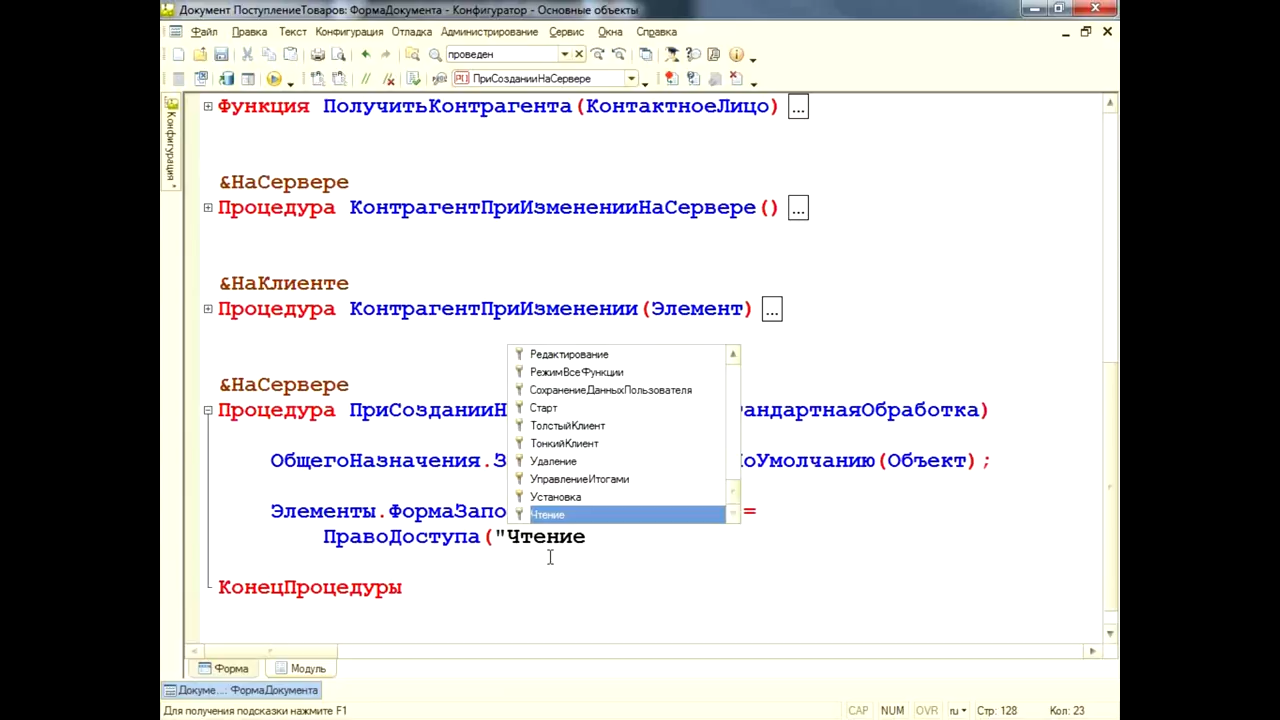 Документ ПоступлениеТоваров: ФормаДокумента - Конфигуратор - Основные объекты
Файл Правка Текст Конфигурация Отладка Администрирование Сервис Окна Справка
проведен
ПриСозданииНаСервере
Конфигурация
Функция ПолучитьКонтрагента(КонтактноеЛицо) ...
&НаСервере
Процедура КонтрагентПриИзмененииНаСервере() ...
&НаКлиенте
Процедура КонтрагентПриИзменении(Элемент) ...
Редактирование
РежимВсеФункции
СохранениеДанныхПользователя
Старт
ТолстыйКлиент
ТонкийКлиент
Удаление
УправлениеИтогами
Установка
Чтение
&НаСервере
Процедура ПриСозданииН тандартнаяОбработка)
ОбщегоНазначения.З оУмолчанию(Объект);
Элементы.ФормаЗапо =
ПравоДоступа("Чтение
КонецПроцедуры
Форма Модуль
Докуме...: ФормаДокумента
Для получения подсказки нажмите F1 CAP NUM OVR ru Стр: 128 Кол: 23